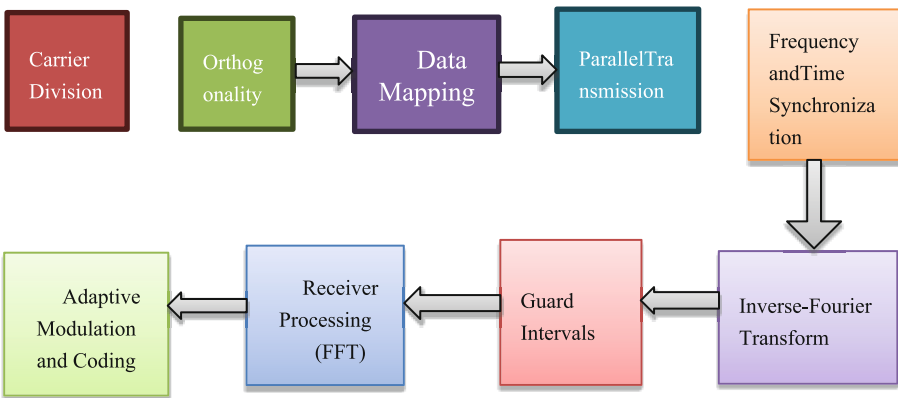 Carrier
Division
Orthog
onality
Data
Mapping
ParallelTra
nsmission
Frequency
andTime
Synchroniza
tion
Inverse-Fourier
Transform
Guard
Intervals
Receiver
Processing
(FFT)
Adaptive
Modulation
and Coding